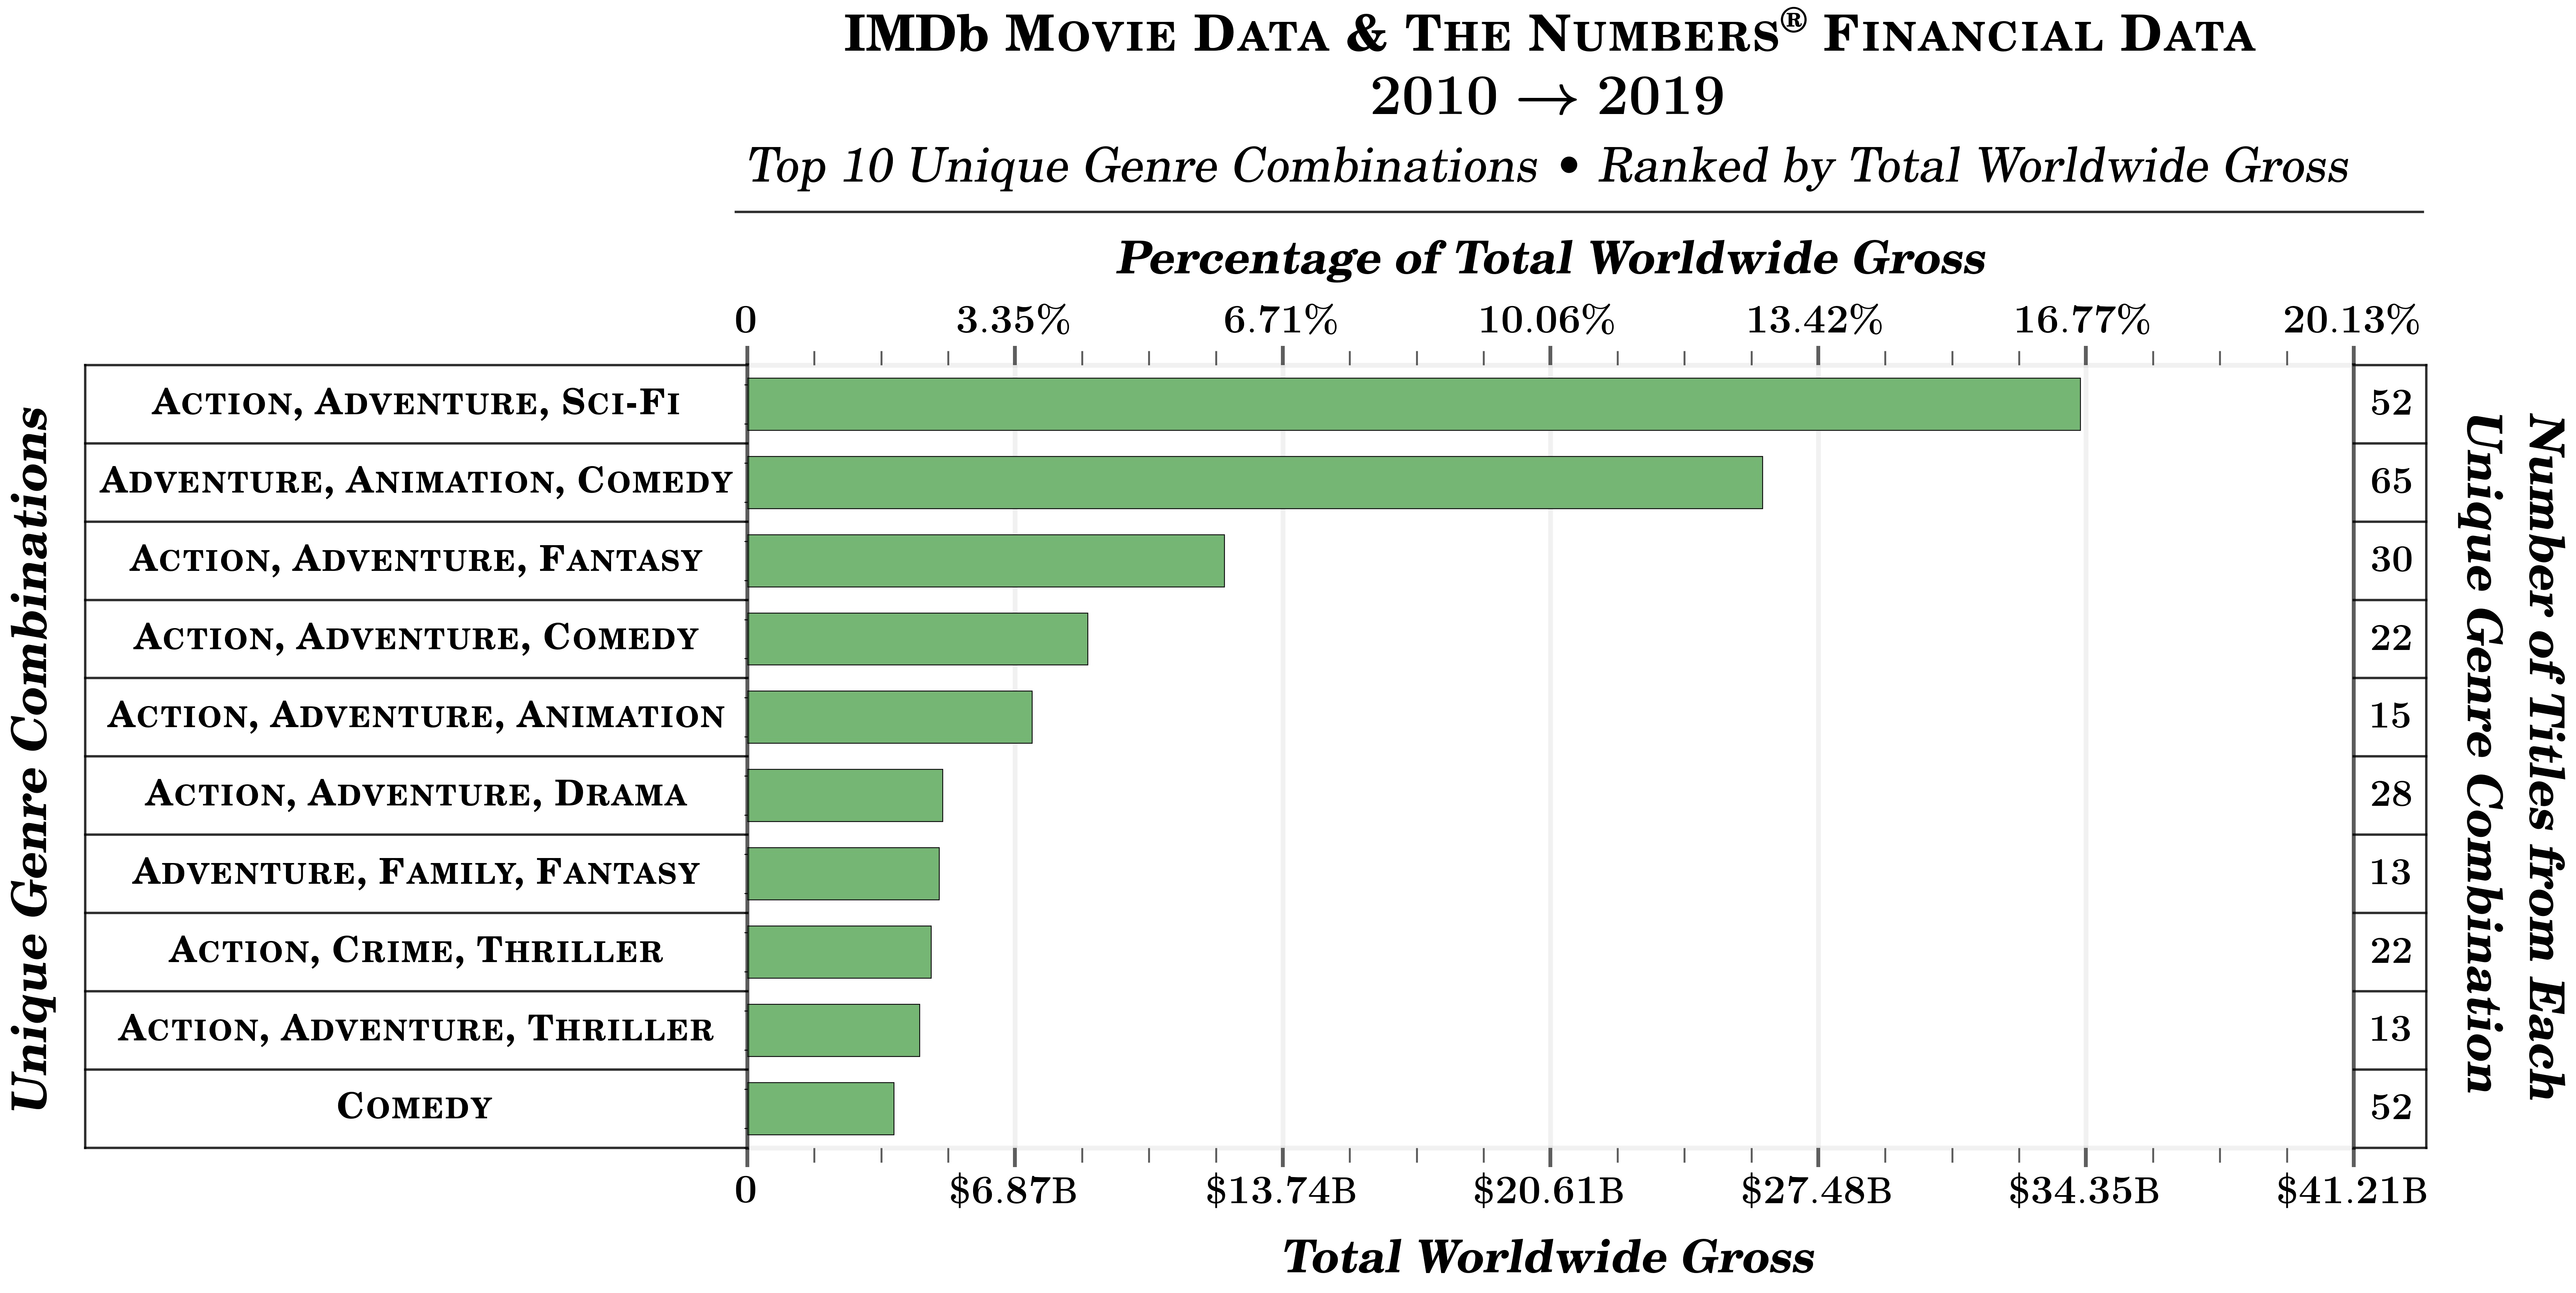 IMDb Movie Data & The Numbers® Financial Data
2010 → 2019
Top 10 Unique Genre Combinations • Ranked by Total Worldwide Gross
Percentage of Total Worldwide Gross
0 3.35% 6.71% 10.06% 13.42% 16.77% 20.13%
Unique Genre Combinations
Action, Adventure, Sci-Fi 52
Adventure, Animation, Comedy 65
Action, Adventure, Fantasy 30
Action, Adventure, Comedy 22
Action, Adventure, Animation 15
Action, Adventure, Drama 28
Adventure, Family, Fantasy 13
Action, Crime, Thriller 22
Action, Adventure, Thriller 13
Comedy 52
Number of Titles from Each
Unique Genre Combination
0 $6.87B $13.74B $20.61B $27.48B $34.35B $41.21B
Total Worldwide Gross